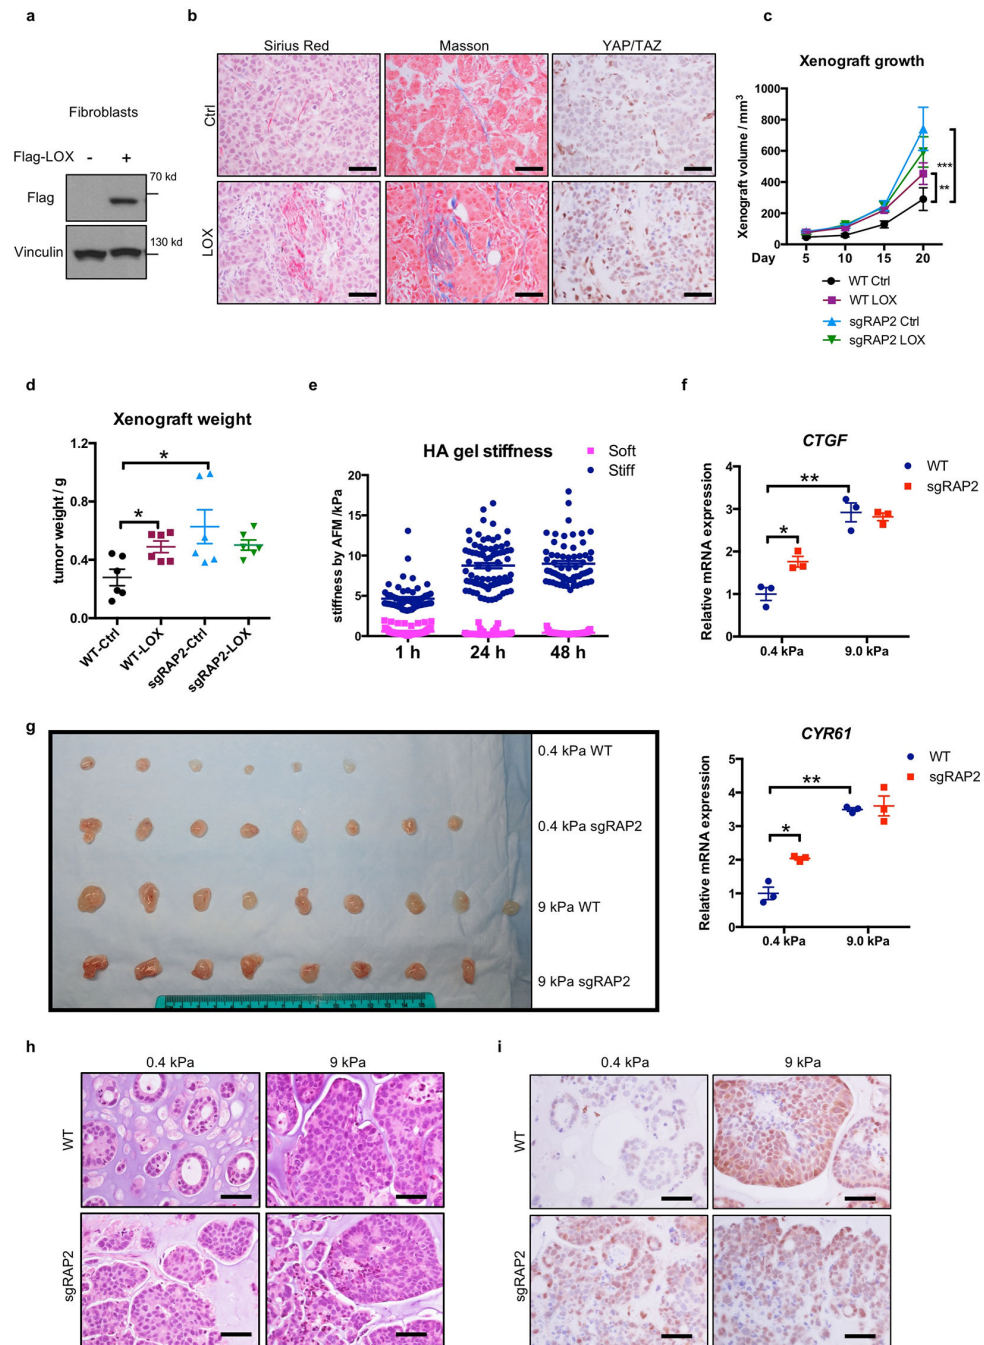 a
Fibroblasts
Flag-LOX - +
Flag
70 kd
Vinculin
130 kd
b
Sirius Red Masson YAP/TAZ
Ctrl
LOX
c
Xenograft growth
Xenograft volume / mm³
1000
800
600
400
200
0
Day 5 10 15 20
***
**
WT Ctrl
WT LOX
sgRAP2 Ctrl
sgRAP2 LOX
d
Xenograft weight
tumor weight / g
1.2
0.8
0.4
0.0
*
*
WT-Ctrl
WT-LOX
sgRAP2-Ctrl
sgRAP2-LOX
e
HA gel stiffness
Soft
Stiff
stiffness by AFM /kPa
20
15
10
5
0
1 h 24 h 48 h
f
CTGF
WT
sgRAP2
Relative mRNA expression
4
3
2
1
0
**
*
0.4 kPa 9.0 kPa
CYR61
WT
sgRAP2
Relative mRNA expression
5
4
3
2
1
0
**
*
0.4 kPa 9.0 kPa
g
0.4 kPa WT
0.4 kPa sgRAP2
9 kPa WT
9 kPa sgRAP2
h
0.4 kPa 9 kPa
WT
sgRAP2
i
0.4 kPa 9 kPa
WT
sgRAP2